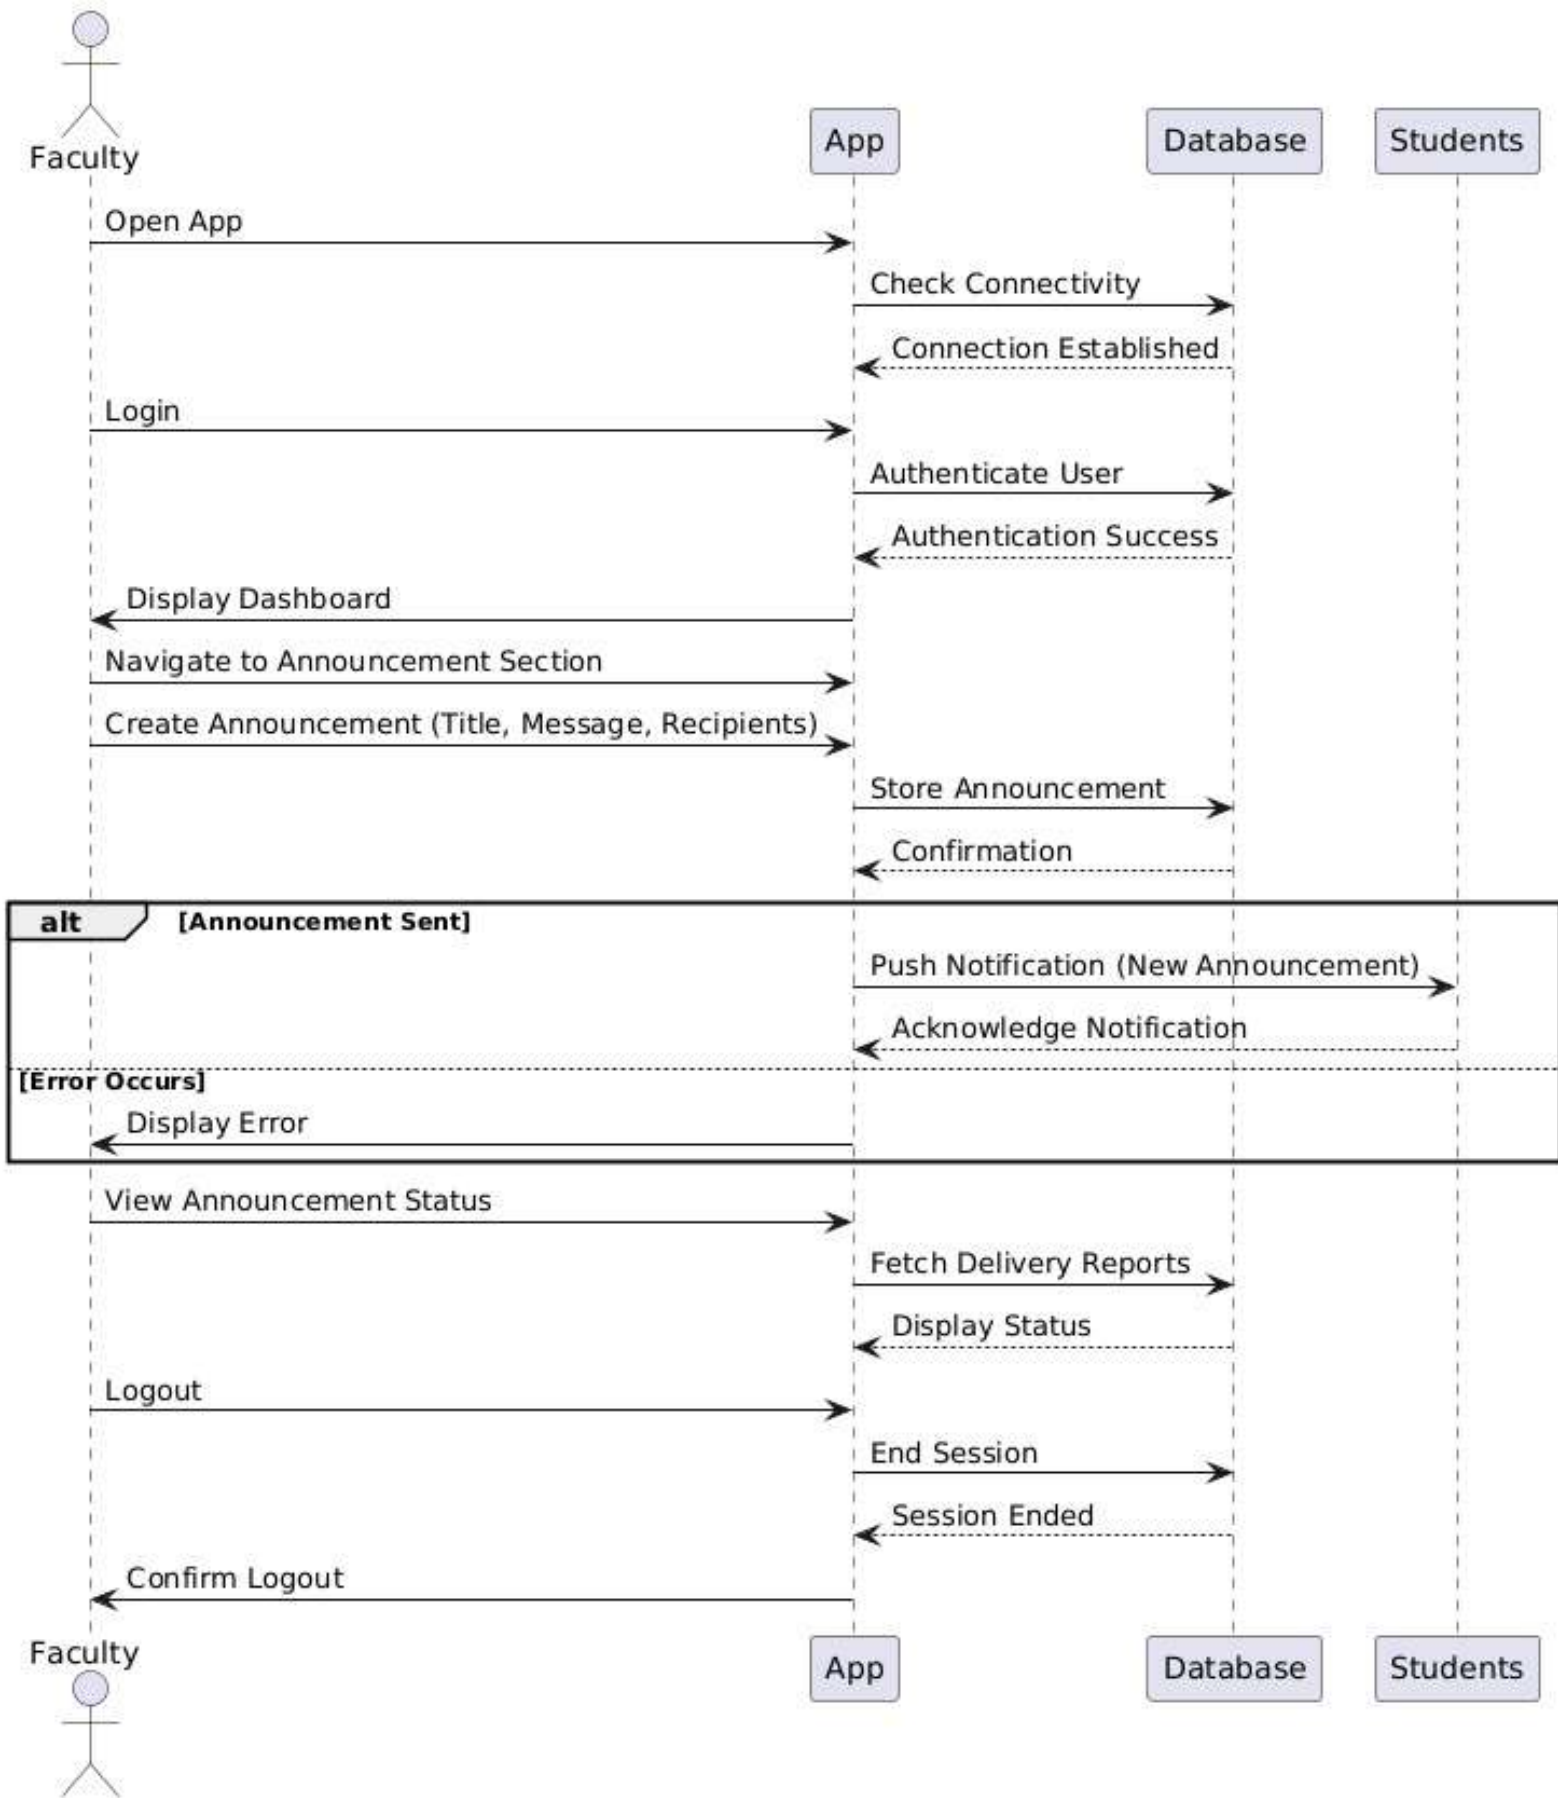 Faculty
App
Database
Students
Open App
Check Connectivity
Connection Established
Login
Authenticate User
Authentication Success
Display Dashboard
Navigate to Announcement Section
Create Announcement (Title, Message, Recipients)
Store Announcement
Confirmation
alt [Announcement Sent]
Push Notification (New Announcement)
Acknowledge Notification
[Error Occurs]
Display Error
View Announcement Status
Fetch Delivery Reports
Display Status
Logout
End Session
Session Ended
Confirm Logout
Faculty
App
Database
Students